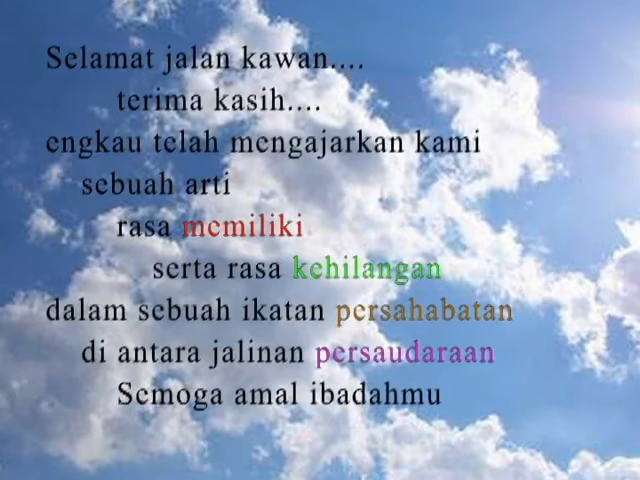 Selamat jalan kawan....
terima kasih....
engkau telah mengajarkan kami
sebuah arti
rasa memiliki
serta rasa kehilangan
dalam sebuah ikatan persahabatan
di antara jalinan persaudaraan
Semoga amal ibadahmu